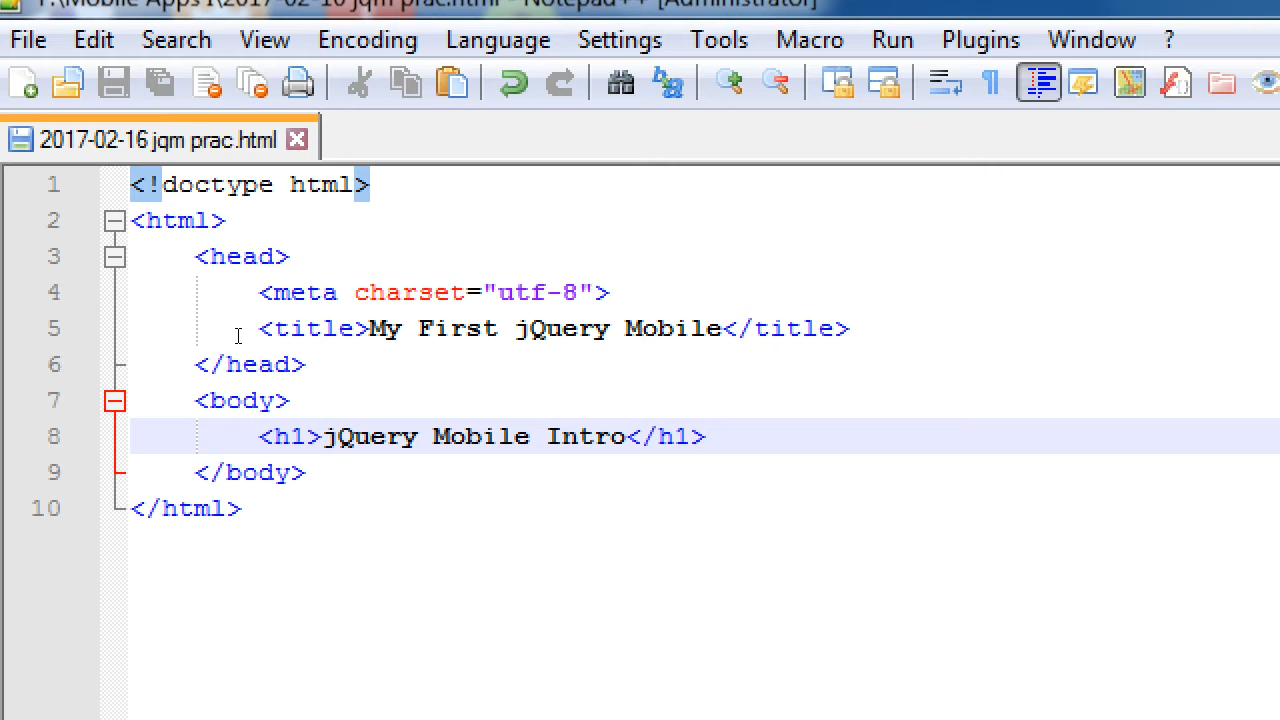 File Edit Search View Encoding Language Settings Tools Macro Run Plugins Window ?
2017-02-16 jqm prac.html
1 <!doctype html>
2 <html>
3 <head>
4 <meta charset="utf-8">
5 <title>My First jQuery Mobile</title>
6 </head>
7 <body>
8 <h1>jQuery Mobile Intro</h1>
9 </body>
10 </html>